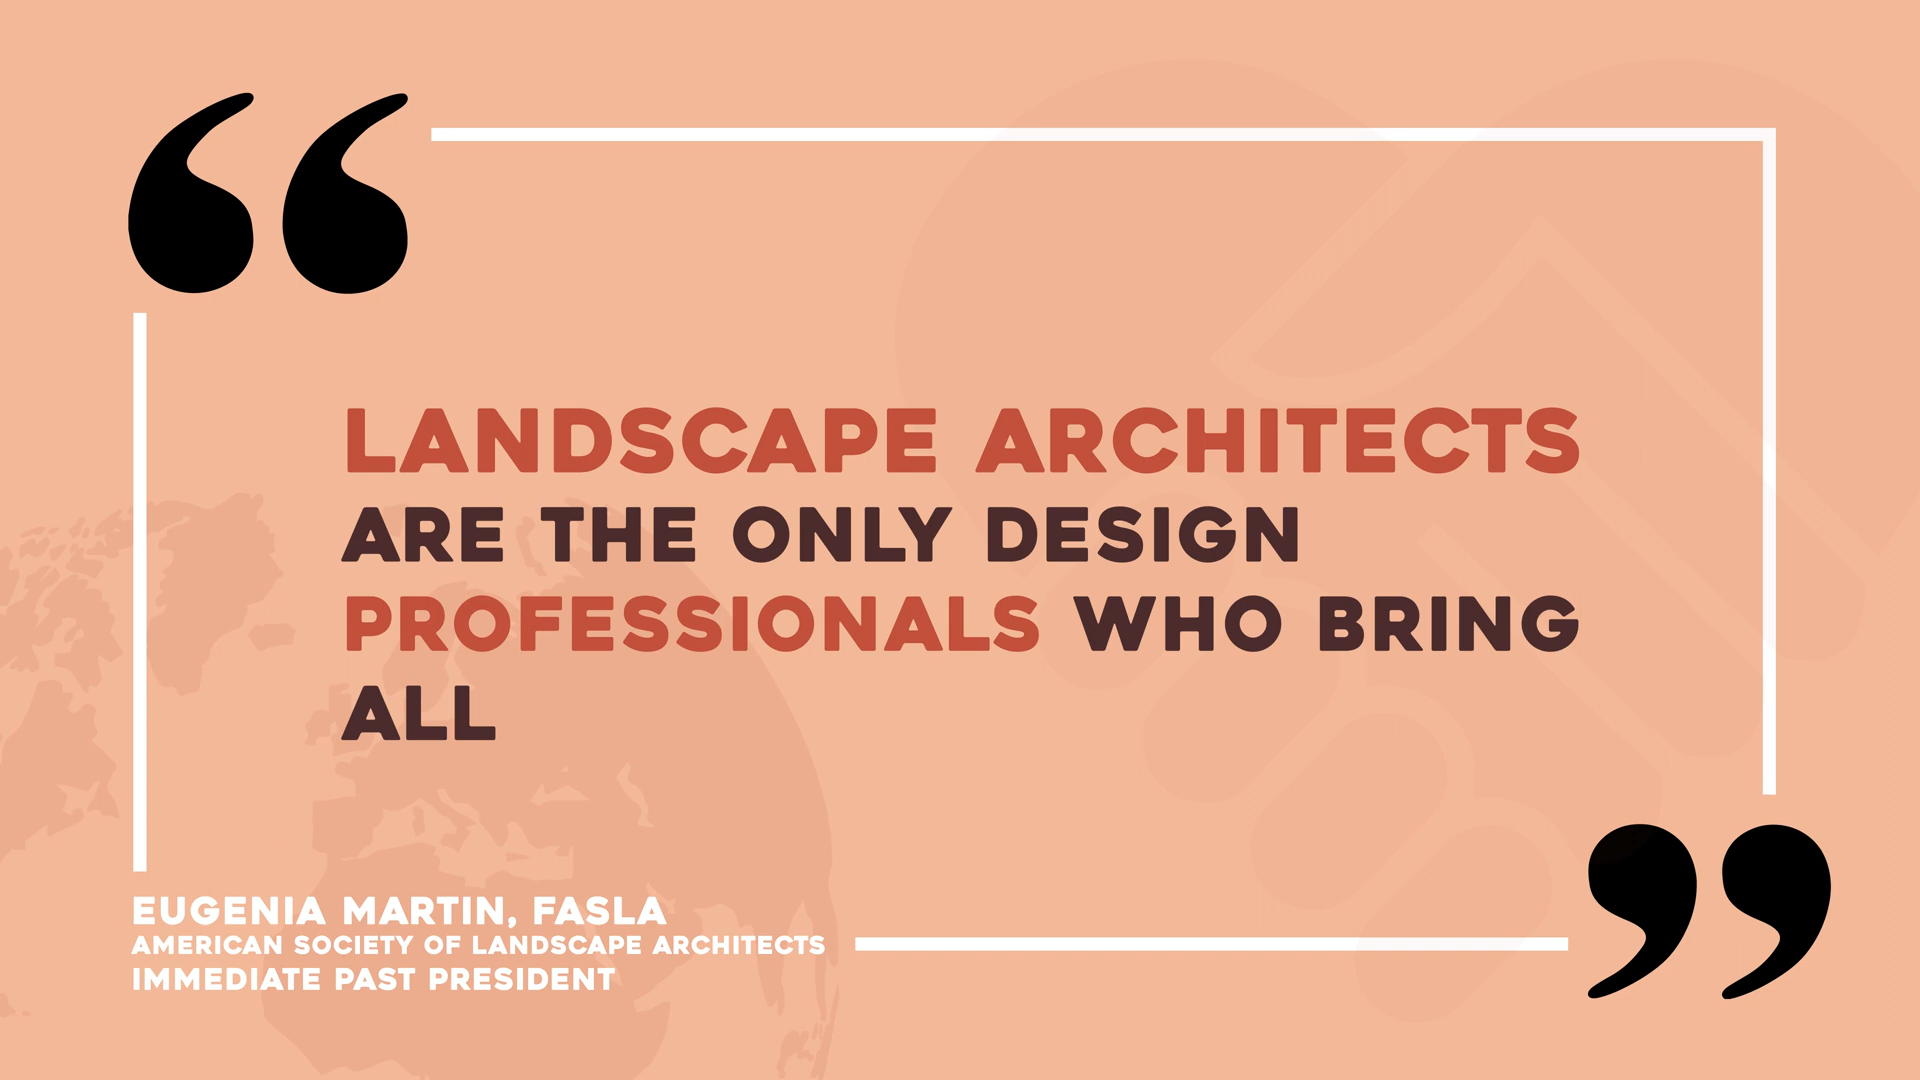 LANDSCAPE ARCHITECTS
ARE THE ONLY DESIGN
PROFESSIONALS WHO BRING
ALL
EUGENIA MARTIN, FASLA
AMERICAN SOCIETY OF LANDSCAPE ARCHITECTS
IMMEDIATE PAST PRESIDENT